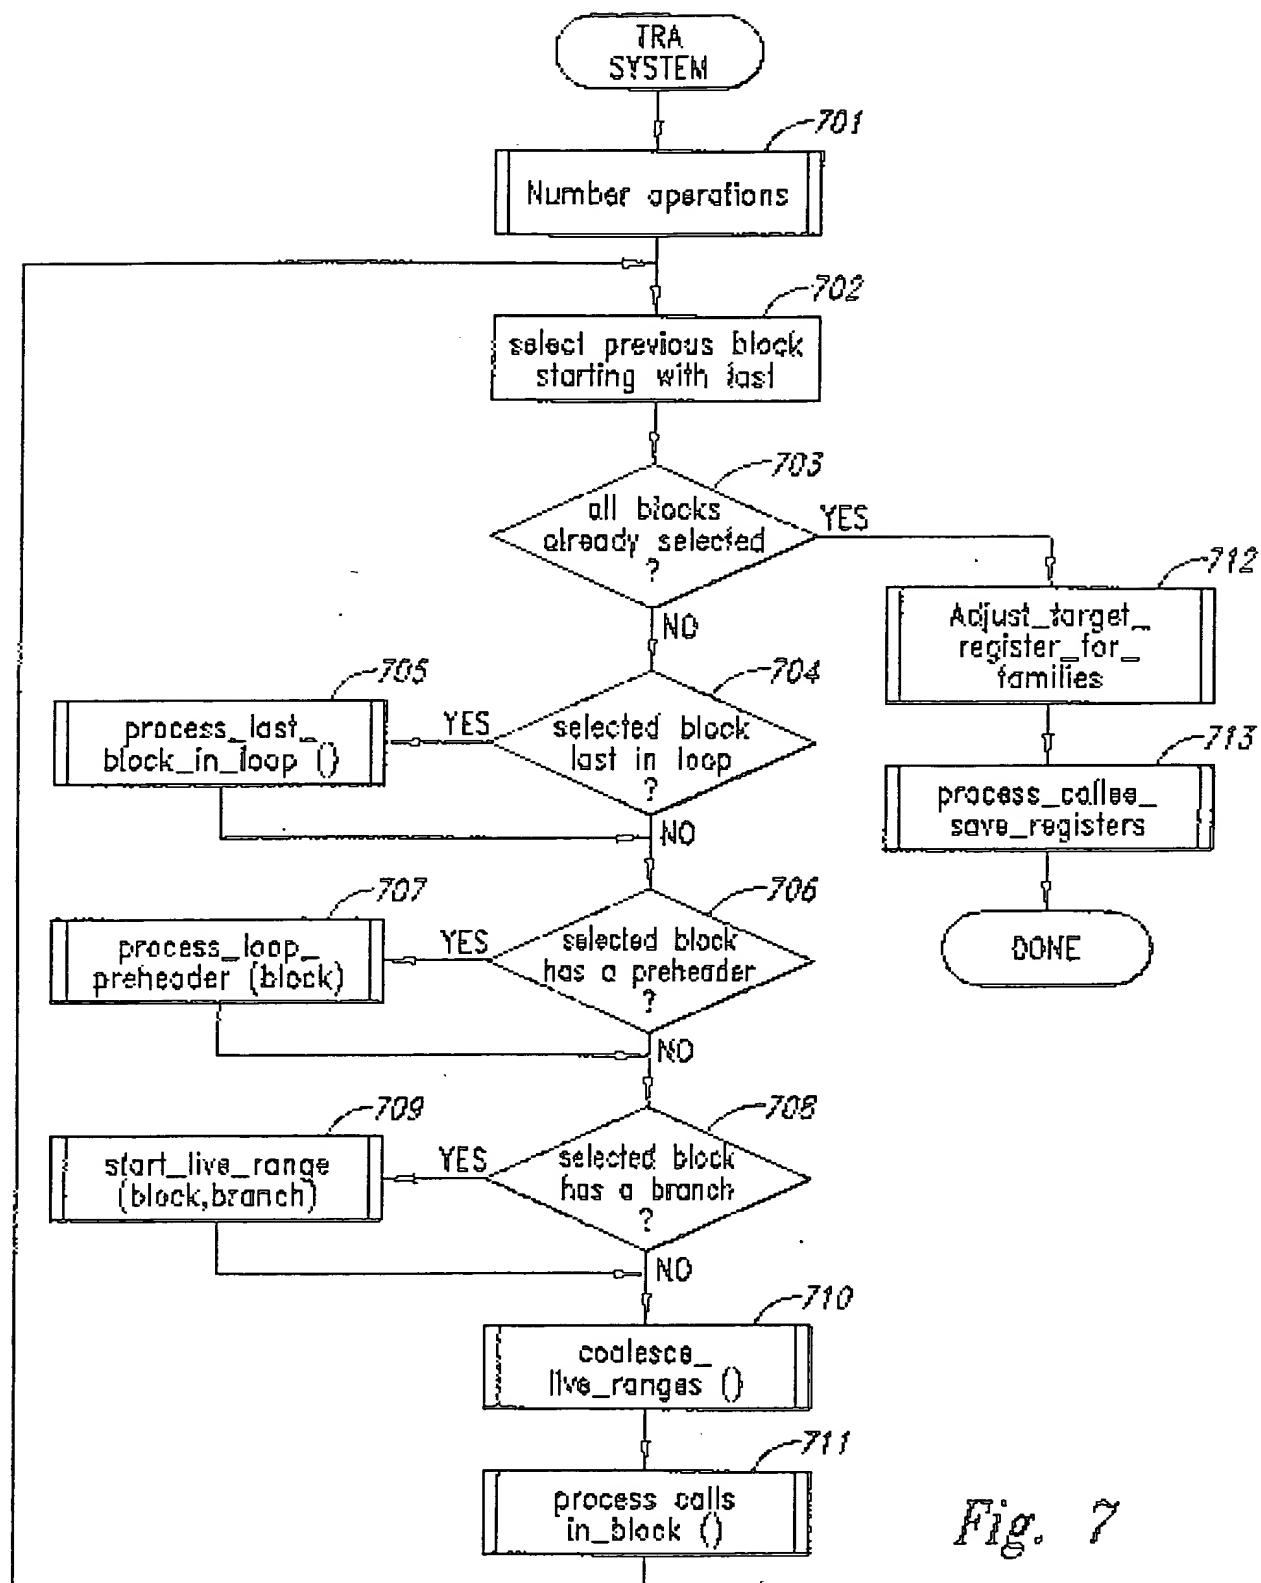 TRA
SYSTEM
701
Number operations
702
select previous block
starting with last
703
all blocks
already selected
?
YES
NO
712
Adjust_target_
register_for_
families
704
selected block
last in loop
?
YES
NO
705
process_last_
block_in_loop ()
713
process_callee_
save_registers
DONE
706
selected block
has a preheader
?
YES
NO
707
process_loop_
preheader (block)
708
selected block
has a branch
?
YES
NO
709
start_live_range
(block,branch)
710
coalesce_
live_ranges ()
711
process calls
in_block ()
Fig. 7